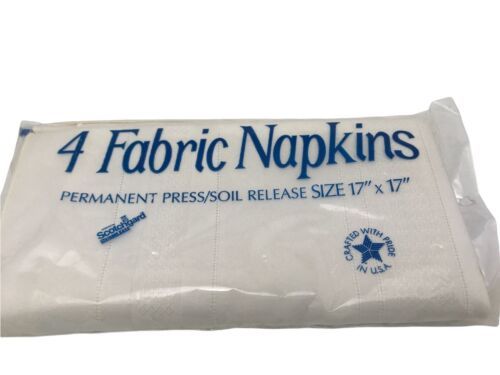 4 Fabric Napkins
PERMANENT PRESS/SOIL RELEASE SIZE 17" x 17"
Scotchgard
CRAFTED WITH PRIDE
IN U.S.A.